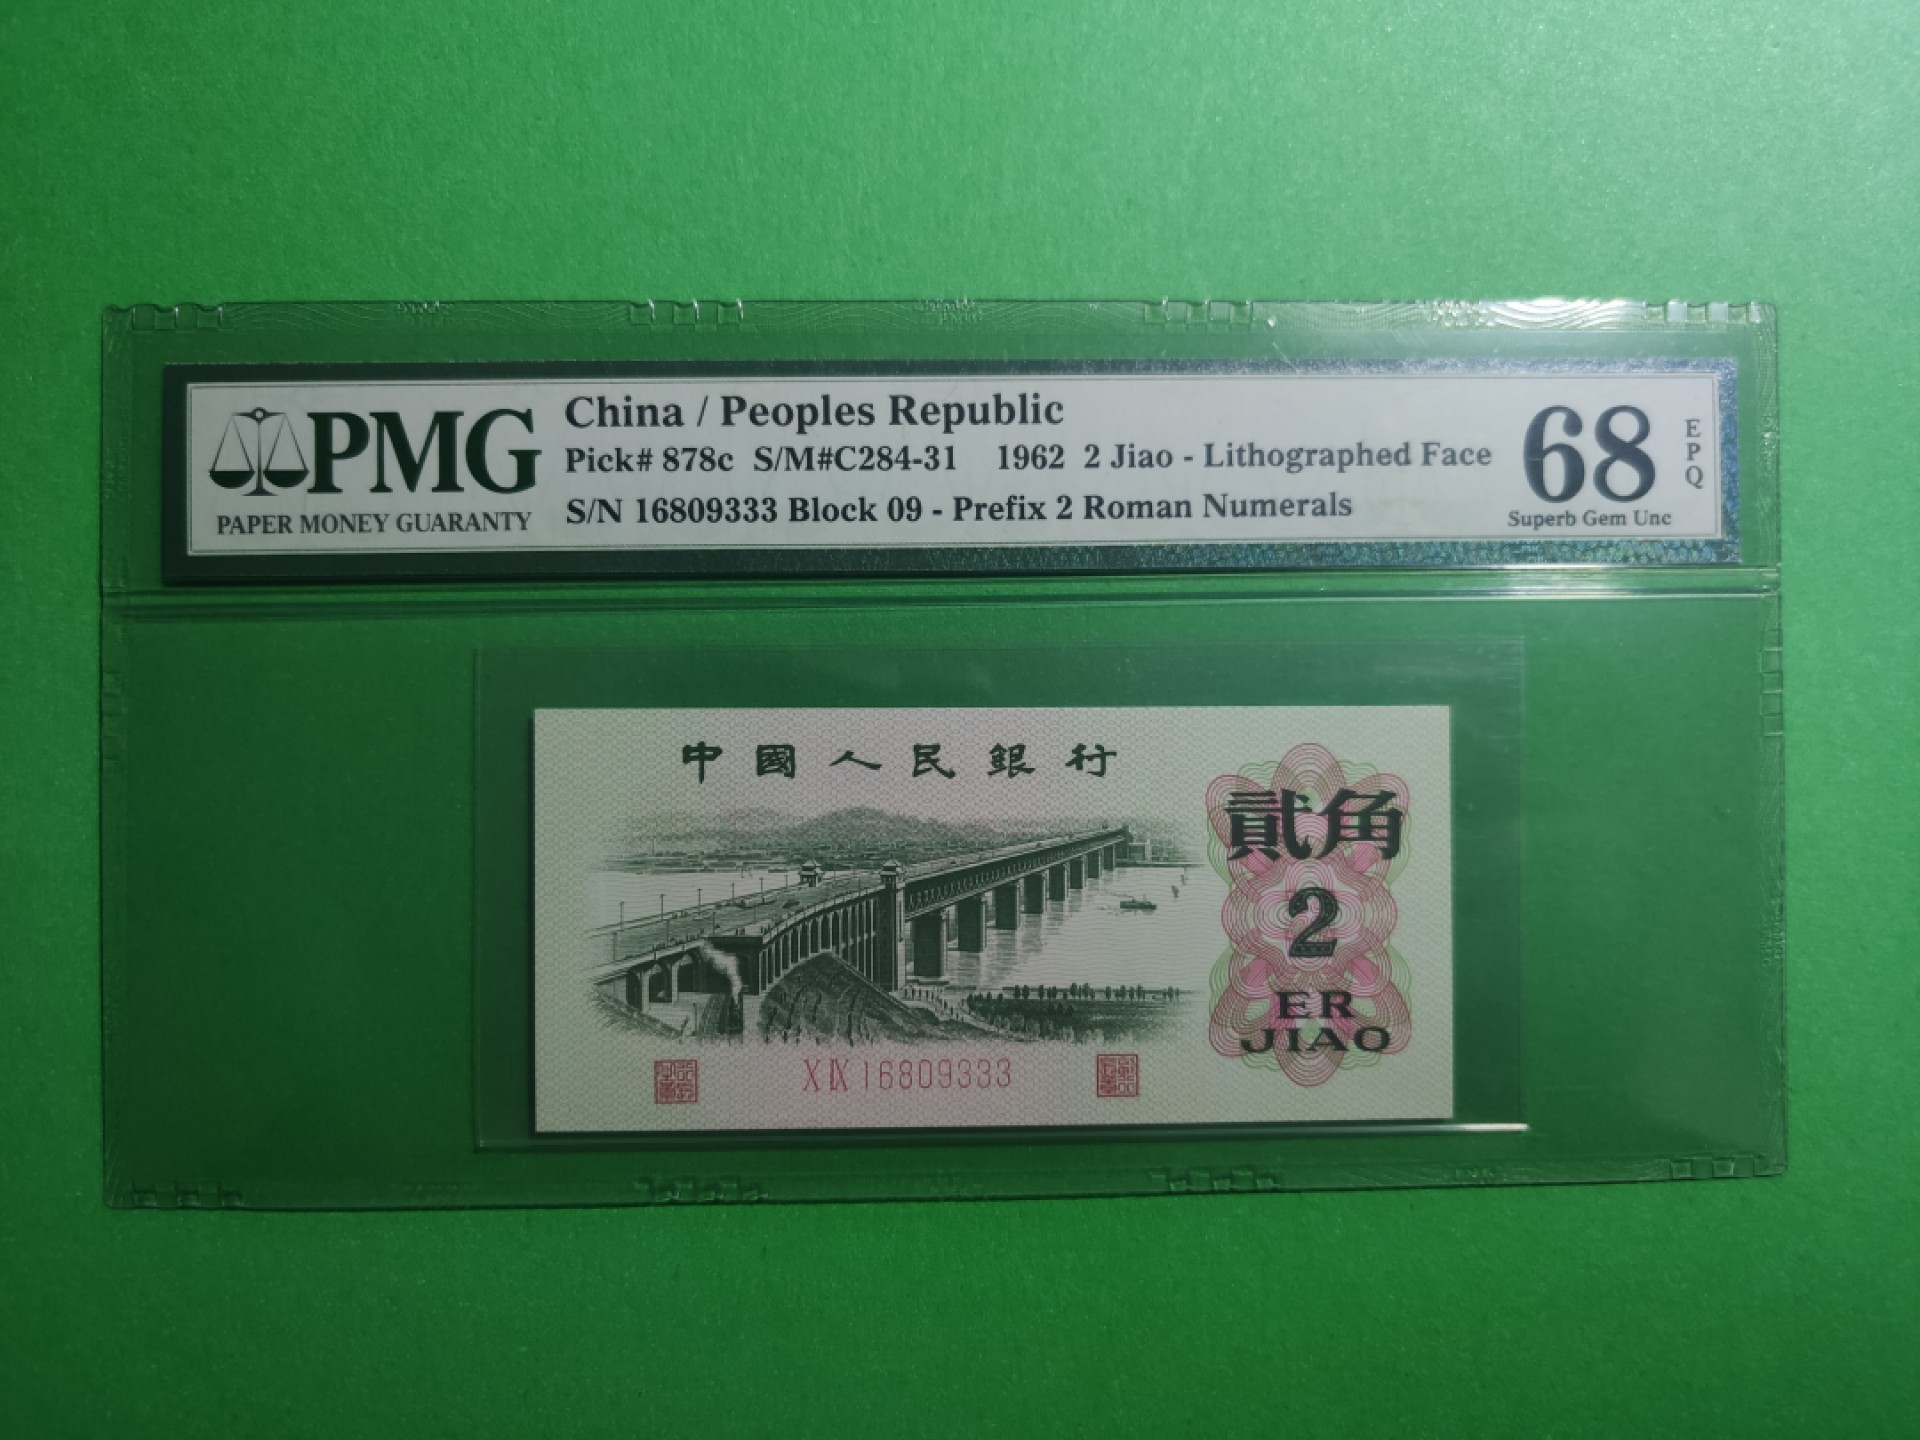 PMG
PAPER MONEY GUARANTY
China / Peoples Republic
Pick# 878c S/M#C284-31 1962 2 Jiao - Lithographed Face
S/N 16809333 Block 09 - Prefix 2 Roman Numerals
68
EPQ
Superb Gem Unc
中國人民銀行
貳角
2
ER
JIAO
X IX 16809333